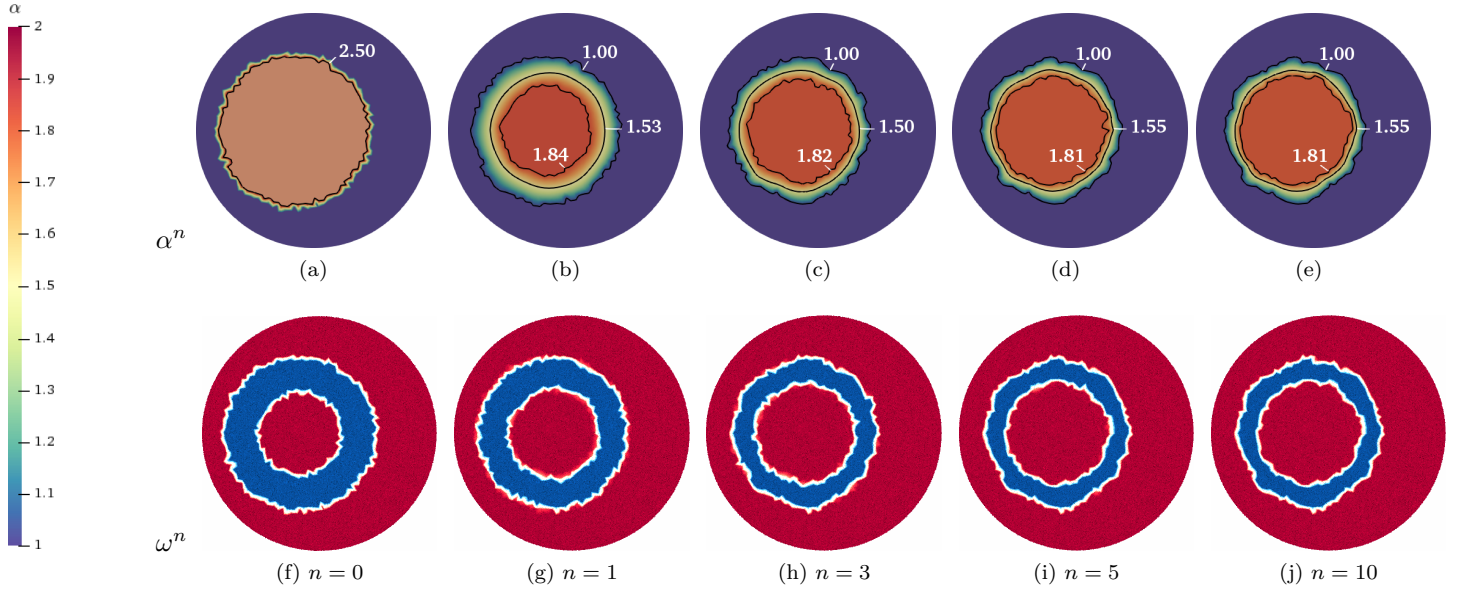 α
2
1.9
1.8
1.7
1.6
1.5
1.4
1.3
1.2
1.1
1
2.50
1.00
1.53
1.84
1.00
1.50
1.82
1.00
1.55
1.81
1.00
1.55
1.81
αⁿ
(a)
(b)
(c)
(d)
(e)
ωⁿ
(f) n = 0
(g) n = 1
(h) n = 3
(i) n = 5
(j) n = 10